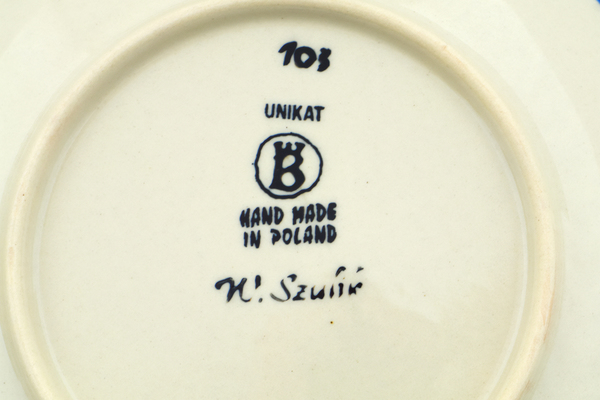 103
UNIKAT
B
HAND MADE
IN POLAND
W. Szulik